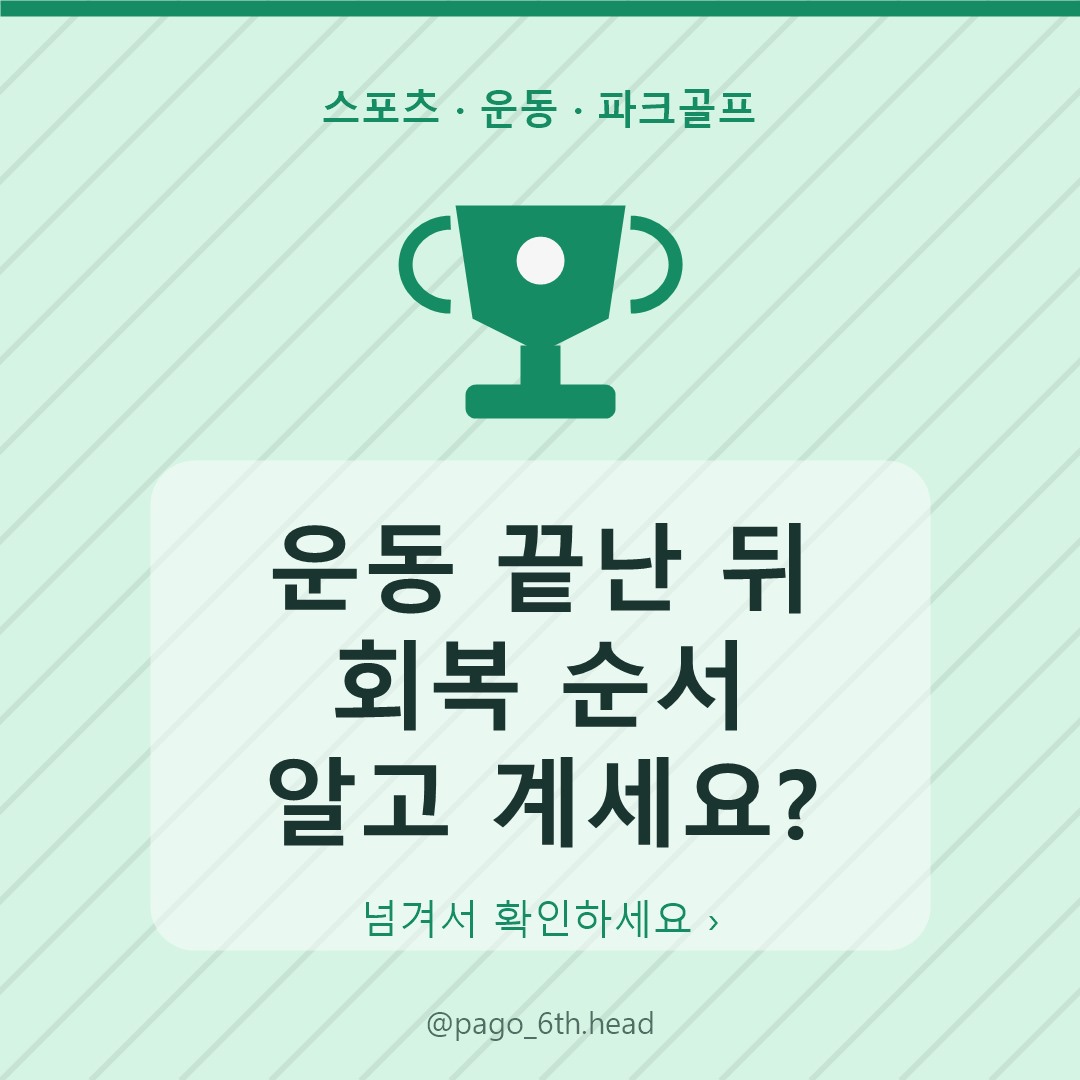 스포츠 · 운동 · 파크골프
운동 끝난 뒤
회복 순서
알고 계세요?
넘겨서 확인하세요 ›
@pago_6th.head